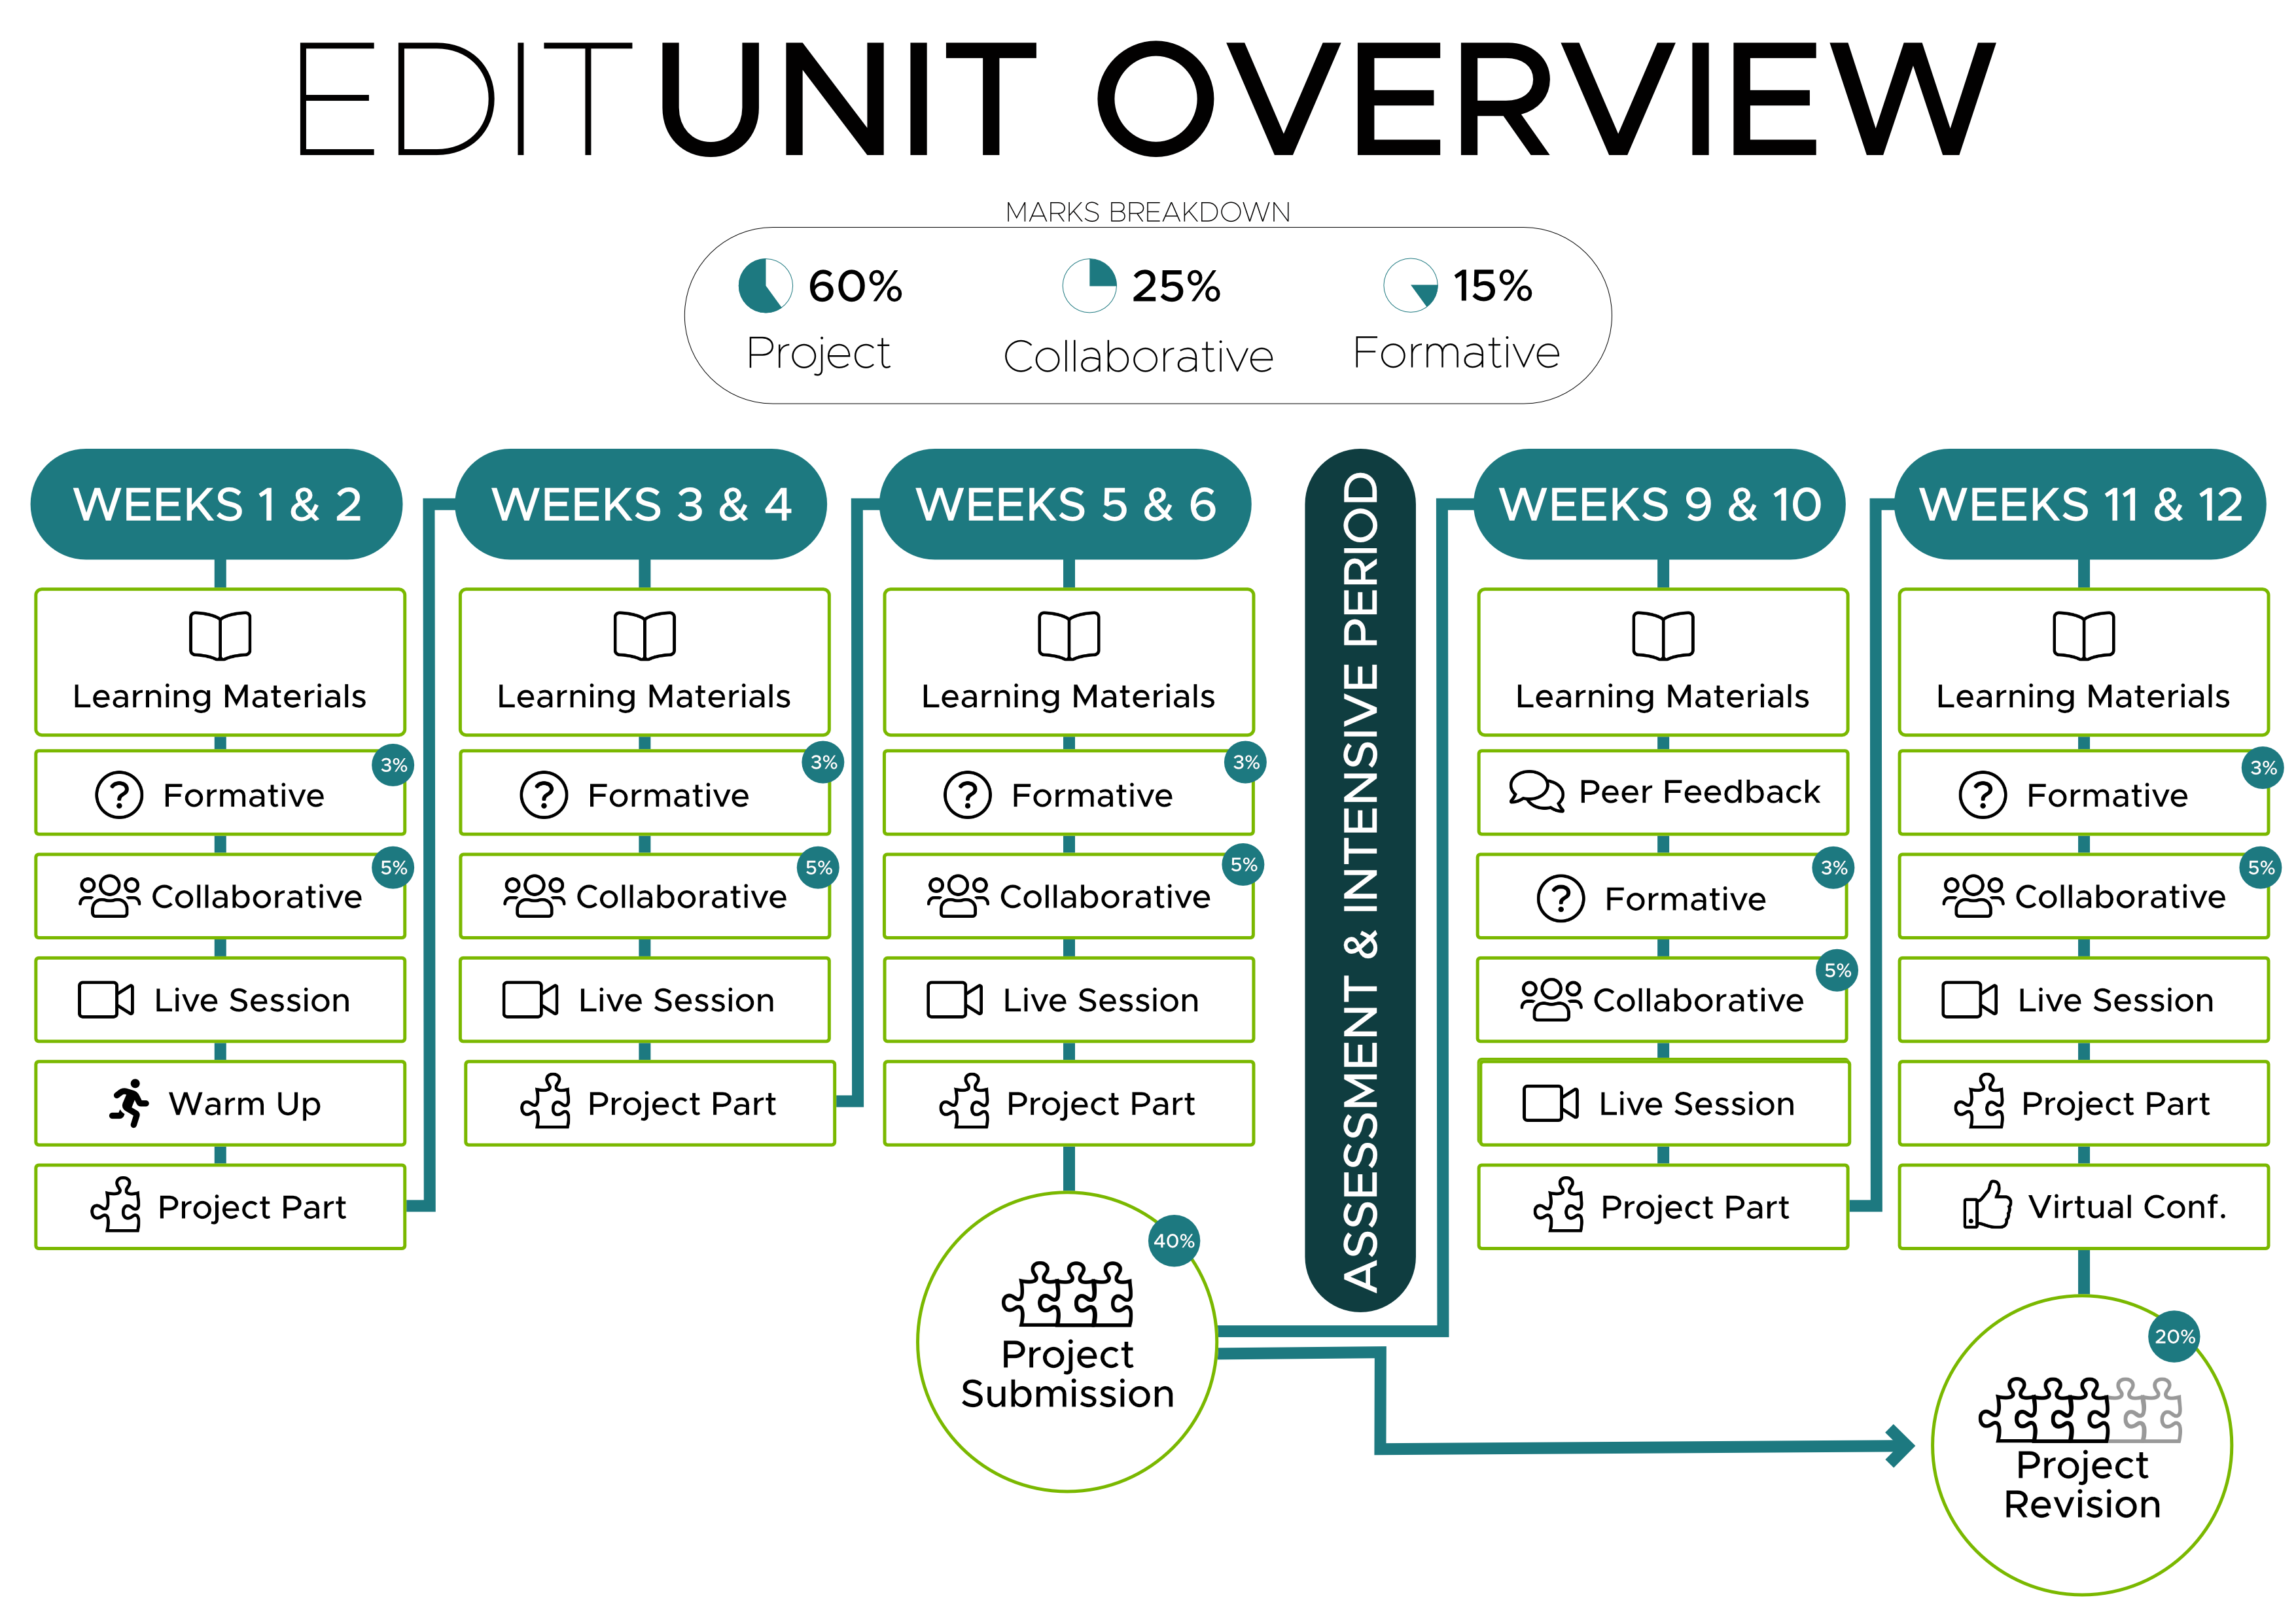 EDIT UNIT OVERVIEW
MARKS BREAKDOWN
60%
Project
25%
Collaborative
15%
Formative
WEEKS 1 & 2
Learning Materials
Formative
3%
Collaborative
5%
Live Session
Warm Up
Project Part
WEEKS 3 & 4
Learning Materials
Formative
3%
Collaborative
5%
Live Session
Project Part
WEEKS 5 & 6
Learning Materials
Formative
3%
Collaborative
5%
Live Session
Project Part
40%
Project
Submission
ASSESSMENT & INTENSIVE PERIOD
WEEKS 9 & 10
Learning Materials
Peer Feedback
Formative
3%
Collaborative
5%
Live Session
Project Part
WEEKS 11 & 12
Learning Materials
Formative
3%
Collaborative
5%
Live Session
Project Part
Virtual Conf.
20%
Project
Revision